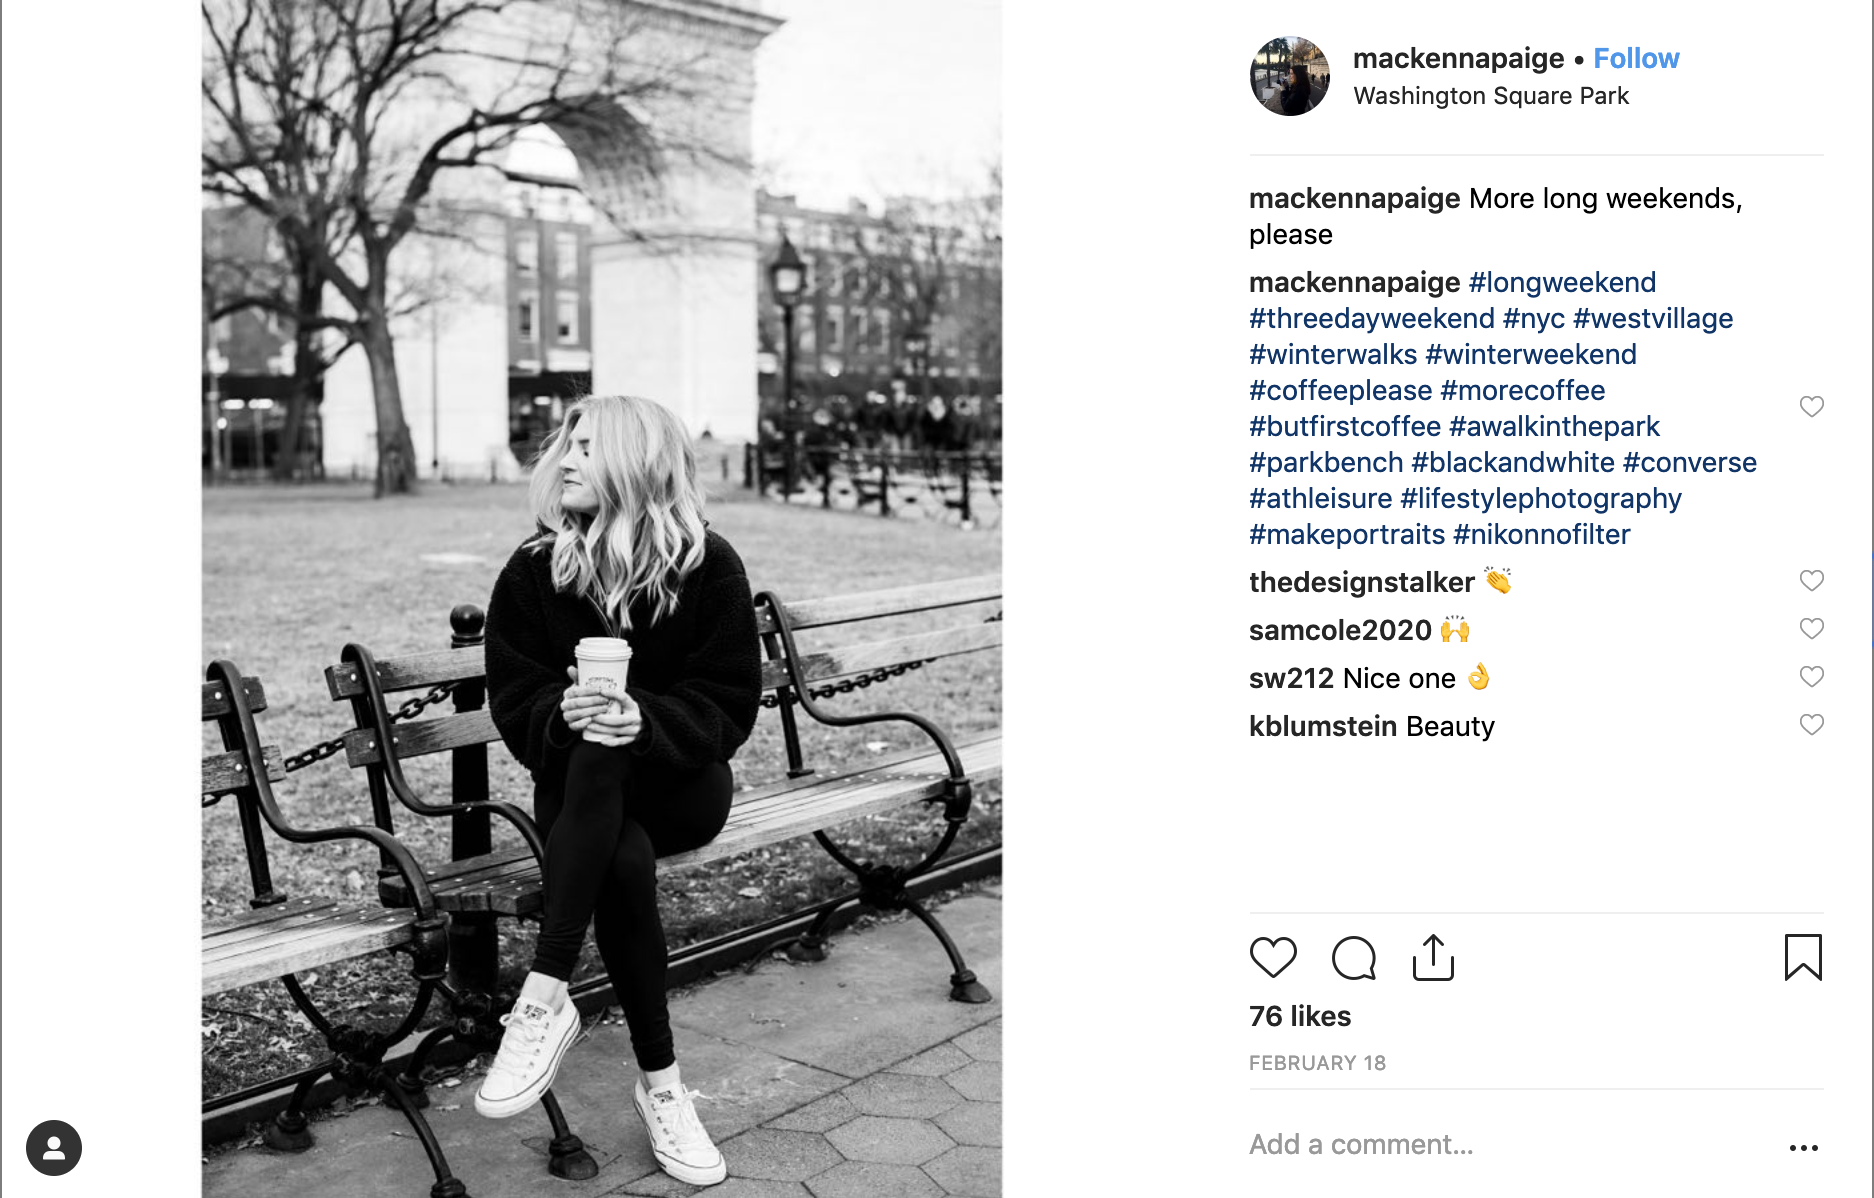 mackennapaige • Follow
Washington Square Park
mackennapaige More long weekends,
please
mackennapaige #longweekend
#threedayweekend #nyc #westvillage
#winterwalks #winterweekend
#coffeeplease #morecoffee
#butfirstcoffee #awalkinthepark
#parkbench #blackandwhite #converse
#athleisure #lifestylephotography
#makeportraits #nikonnofilter
thedesignstalker 👏
samcole2020 🙌
sw212 Nice one 👌
kblumstein Beauty
76 likes
FEBRUARY 18
Add a comment...